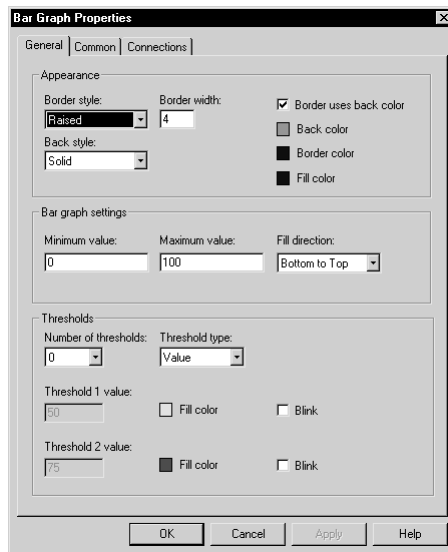 Bar Graph Properties
General Common Connections
Appearance
Border style: Border width:
Raised 4 Border uses back color
Back color
Back style:
Solid Border color
Fill color
Bar graph settings
Minimum value: Maximum value: Fill direction:
0 100 Bottom to Top
Thresholds
Number of thresholds: Threshold type:
0 Value
Threshold 1 value:
50 Fill color Blink
Threshold 2 value:
75 Fill color Blink
OK Cancel Apply Help